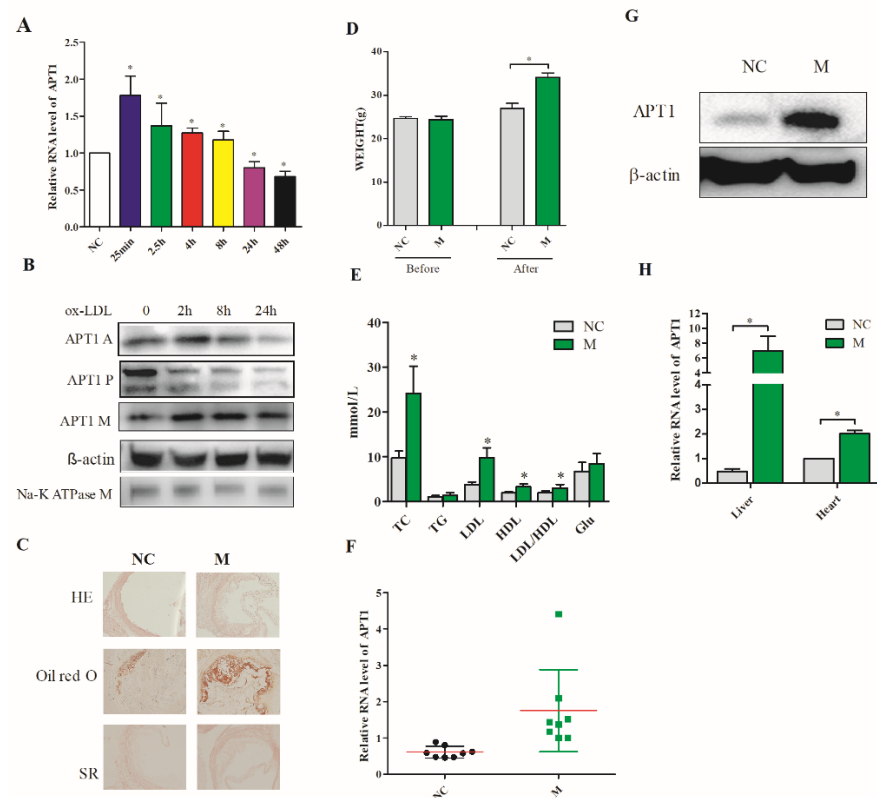 A
Relative RNA level of APT1
2.5
2.0
1.5
1.0
0.5
0.0
NC
25min
2.5h
4h
8h
24h
48h
*
*
*
*
*
*
B
ox-LDL 0 2h 8h 24h
APT1 A
APT1 P
APT1 M
ß-actin
Na-K ATPase M
C
NC M
HE
Oil red O
SR
D
WEIGHT(g)
40
30
20
10
0
*
NC M NC M
Before After
E
NC
M
mmol/L
40
30
20
10
0
*
*
*
*
TC
TG
LDL
HDL
LDL/HDL
Glu
F
Relative RNA level of APT1
5
4
3
2
1
0
NC
M
G
NC M
APT1
β-actin
H
NC
M
Relative RNA level of APT1
12
10
8
6
4
3
2
1
0
*
*
Liver
Heart